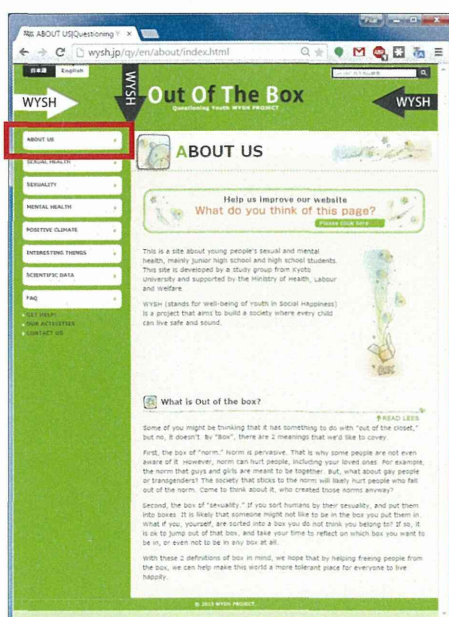 ABOUT US|Questioning Y
wysh.jp/qy/en/about/index.html
日本語 English
WYSH
WYSH
Out Of The Box
Questioning Youth WYSH PROJECT
WYSH
ABOUT US
SEXUAL HEALTH
SEXUALITY
MENTAL HEALTH
POSITIVE CLIMATE
INTERESTING THINGS
SCIENTIFIC DATA
FAQ
GET HELP!
OUR ACTIVITIES
CONTACT US
ABOUT US
Help us improve our website
What do you think of this page?
Please click here
This is a site about young people's sexual and mental
health, mainly junior high school and high school students.
This site is developed by a study group from Kyoto
university and supported by the Ministry of Health, Labour
and Welfare.
WYSH (stands for Well-being of Youth in Social Happiness)
is a project that aims to build a society where every child
can live safe and sound.
What is Out of the box?
READ LESS
Some of you might be thinking that it has something to do with "out of the closet,"
but no, it doesn't. By "Box", there are 2 meanings that we'd like to covey.
First, the box of "norm." Norm is pervasive. That is why some people are not even
aware of it. However, norm can hurt people, including your loved ones. For example,
the norm that guys and girls are meant to be together. But, what about gay people
or transgenders? The society that sticks to the norm will likely hurt people who fall
out of the norm. Come to think about it, who created those norms anyway?
Second, the box of "sexuality." If you sort humans by their sexuality, and put them
into boxes. It is likely that someone might not like to be in the box you put them in.
What if you, yourself, are sorted into a box you do not think you belong to? If so, it
is ok to jump out of that box, and take your time to reflect on which box you want to
be in, or even not to be in any box at all.
With these 2 definitions of box in mind, we hope that by helping freeing people from
the box, we can help make this world a more tolerant place for everyone to live
happily.
© 2013 WYSH PROJECT.